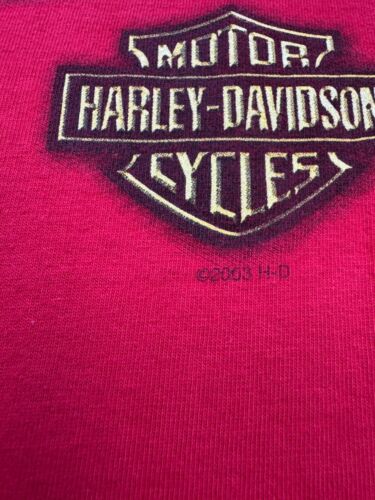 MOTOR
HARLEY-DAVIDSON
CYCLES
©2003 H-D